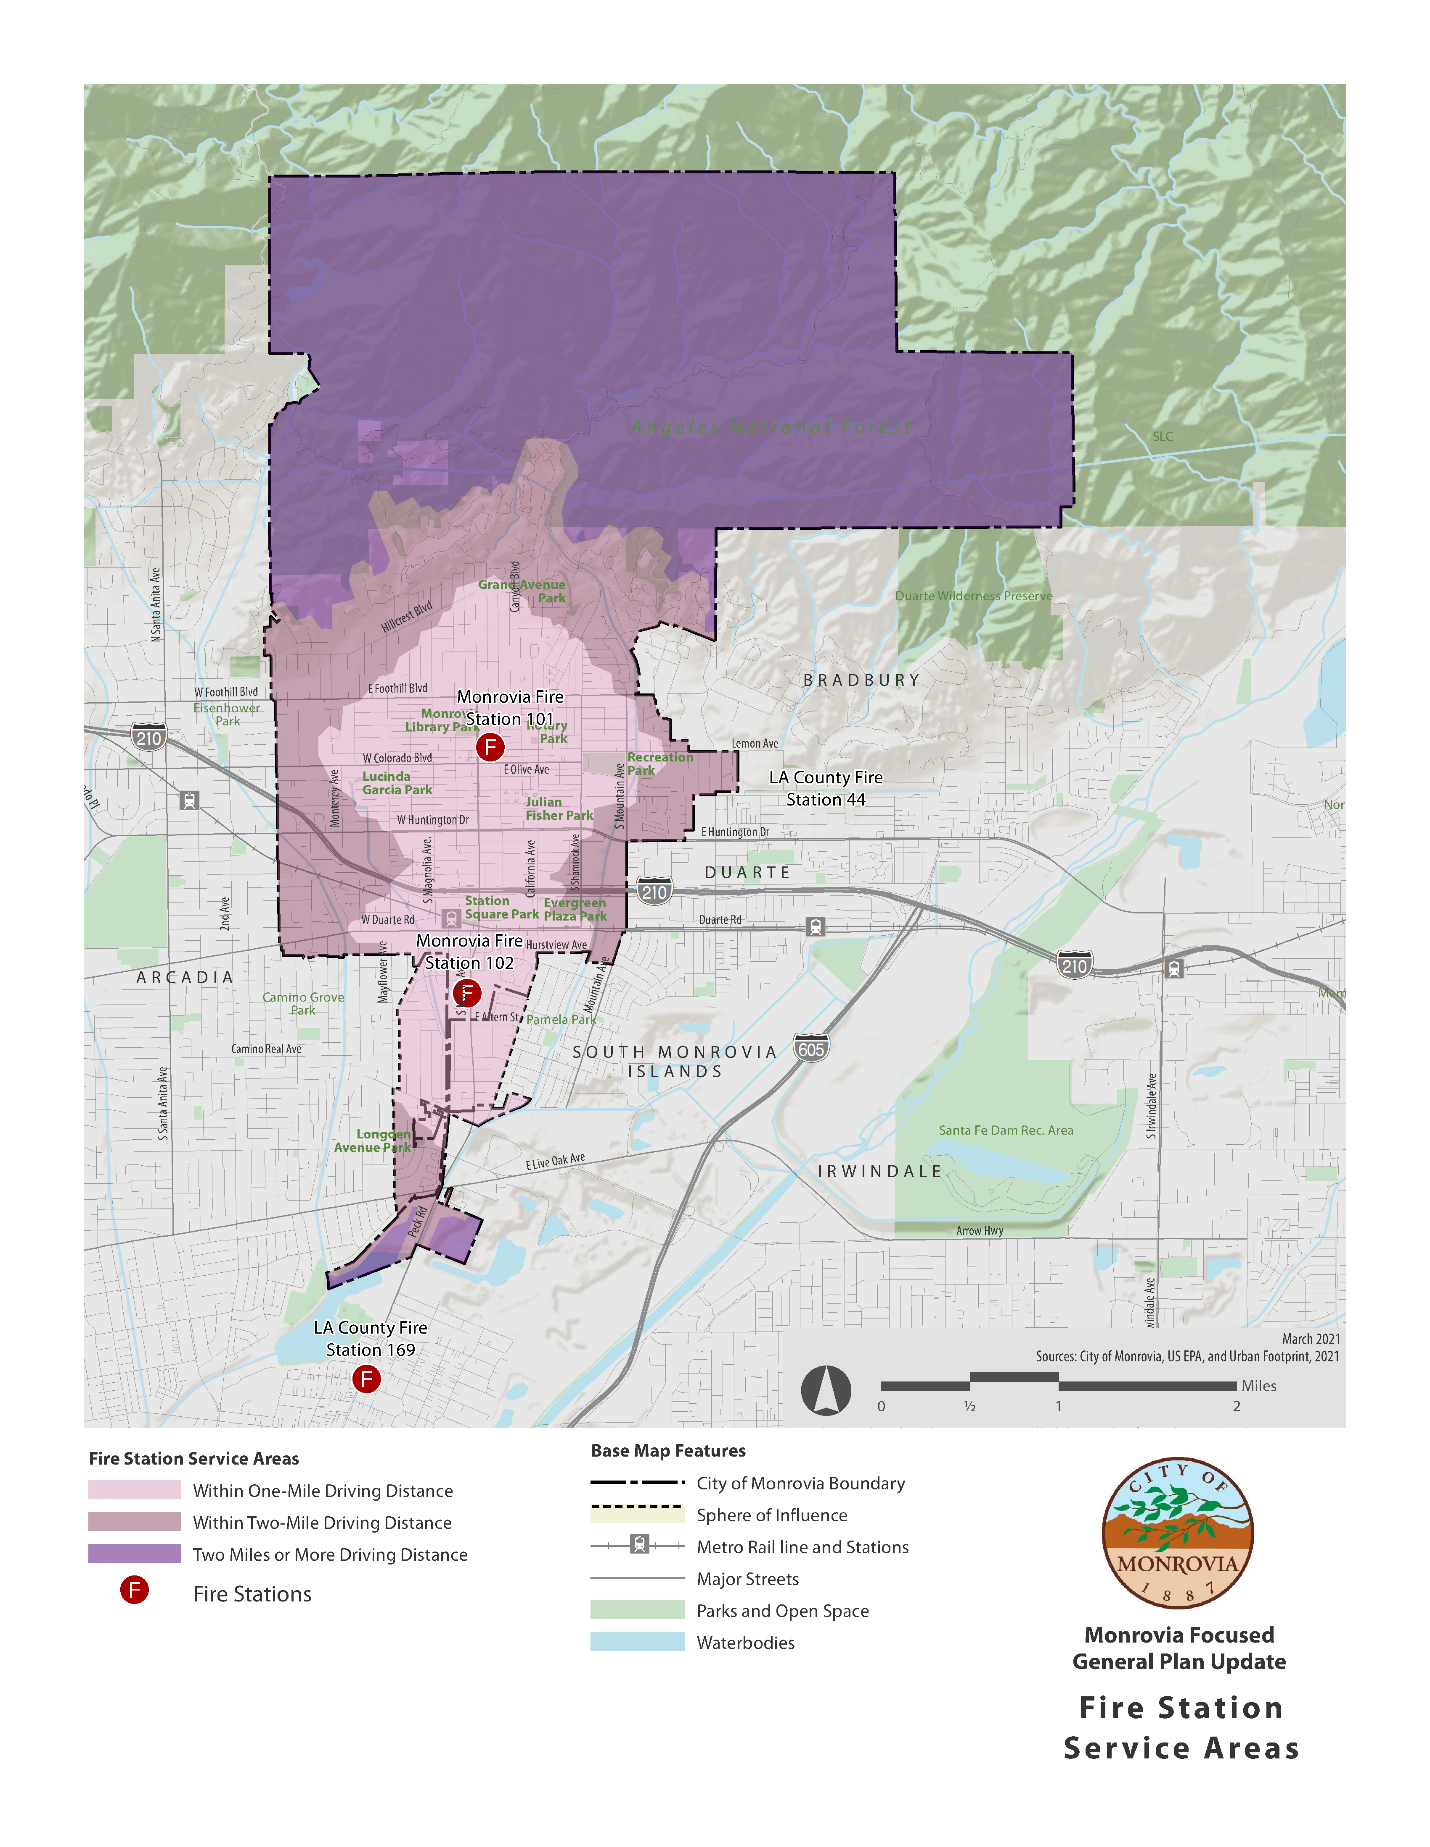 Angeles National Forest
SLC
N Santa Anita Ave
Canyon Blvd
Grand Avenue
Park
Hillcrest Blvd
Duarte Wilderness Preserve
BRADBURY
W Foothill Blvd
E Foothill Blvd
Eisenhower
Park
Monrovia Fire
Station 101
Library Park
Park
F
210
Lemon Ave
W Colorado Blvd
E Olive Ave
Recreation
Park
Lucinda
Garcia Park
LA County Fire
Station 44
Monterey Ave
S Mountain Ave
Julian
Fisher Park
W Huntington Dr
E Huntington Dr
S Magnolia Ave.
California Ave
S Shamrock Ave
DUARTE
210
2nd Ave
Station
Square Park
Evergreen
Plaza Park
W Duarte Rd
Duarte Rd
Monrovia Fire
Station 102
Hurstview Ave
210
ARCADIA
Mayflower Ave
Mountain Ave
F
Camino Grove
Park
E Altern St
Pamela Park
Camino Real Ave
SOUTH MONROVIA
ISLANDS
605
S Santa Anita Ave
S Irwindale Ave
Longden
Avenue Park
Santa Fe Dam Rec. Area
E Live Oak Ave
IRWINDALE
Peck Rd
Arrow Hwy
LA County Fire
Station 169
F
March 2021
Sources: City of Monrovia, US EPA, and Urban Footprint, 2021
Miles
0 ½ 1 2
Fire Station Service Areas
Within One-Mile Driving Distance
Within Two-Mile Driving Distance
Two Miles or More Driving Distance
F
Fire Stations
Base Map Features
City of Monrovia Boundary
Sphere of Influence
Metro Rail line and Stations
Major Streets
Parks and Open Space
Waterbodies
CITY OF
MONROVIA
1887
Monrovia Focused
General Plan Update
Fire Station
Service Areas